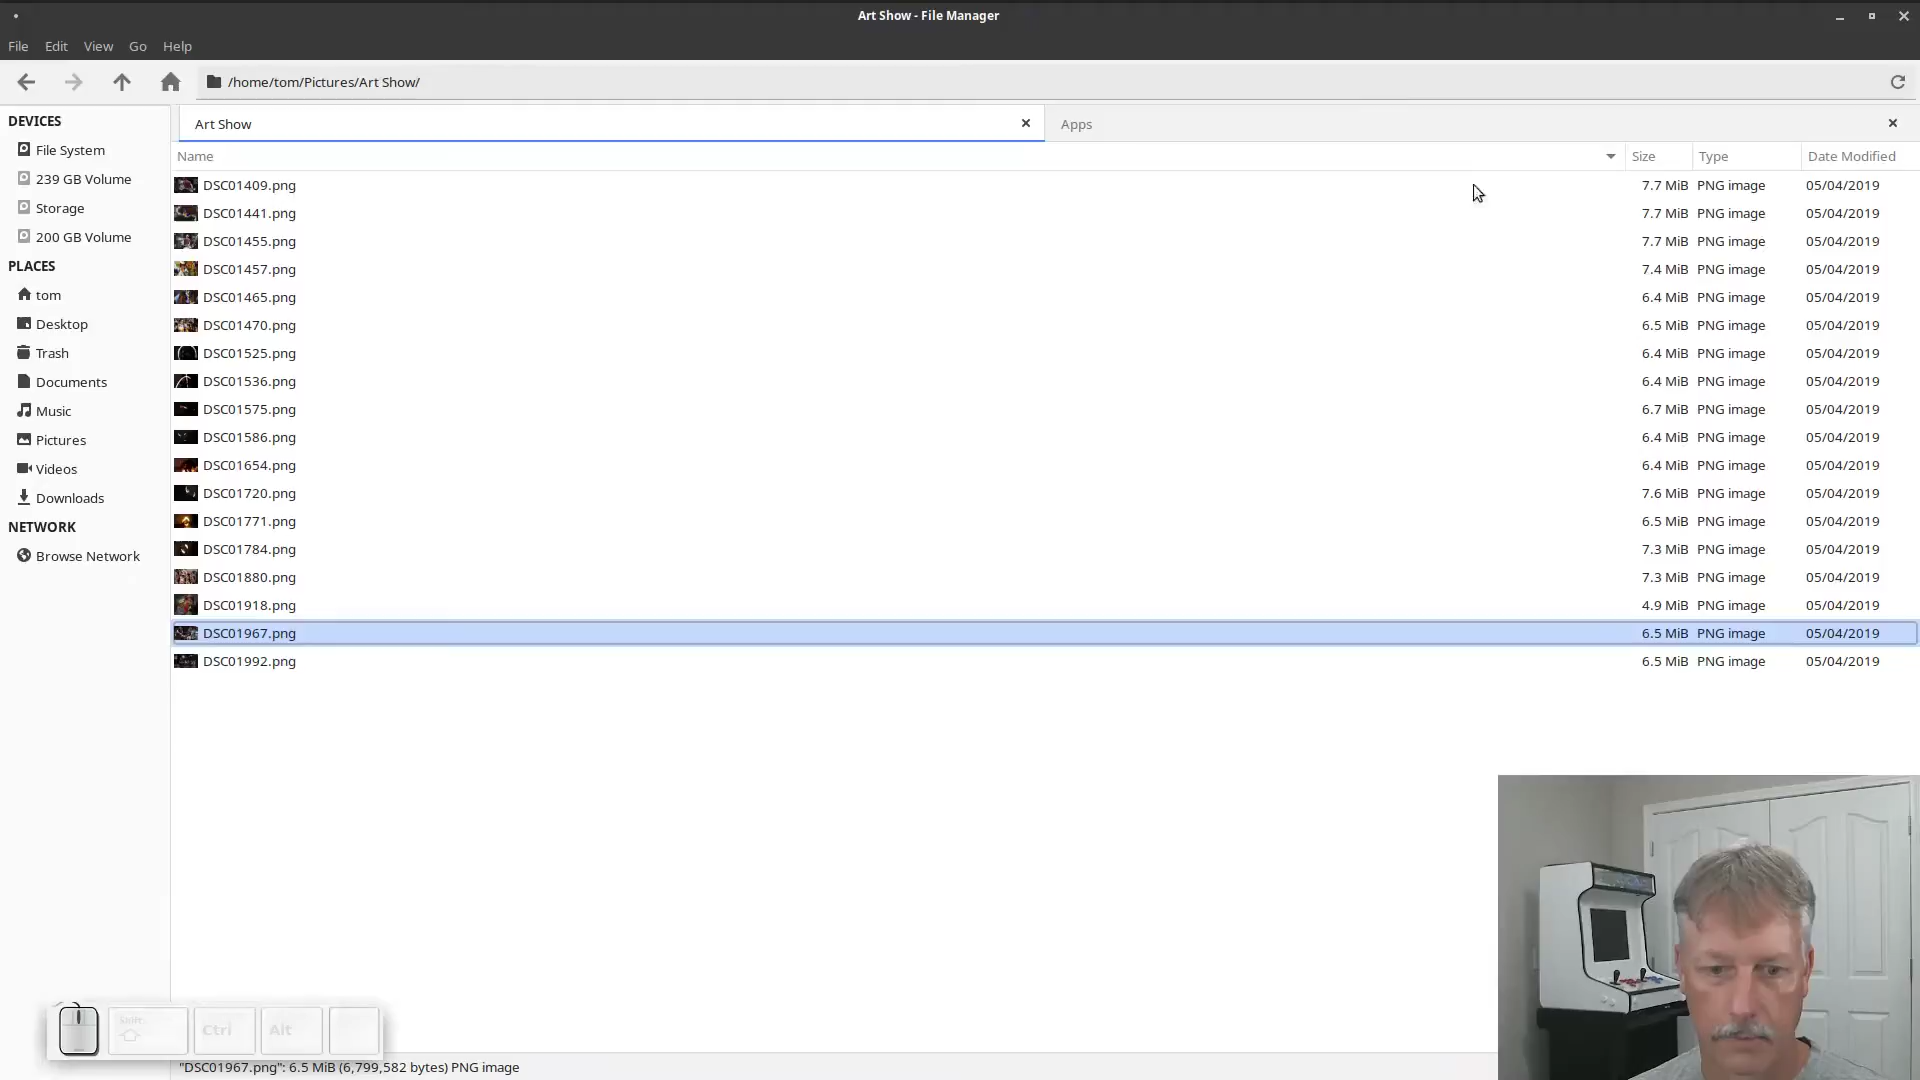 Art Show - File Manager
File Edit View Go Help
/home/tom/Pictures/Art Show/
DEVICES
File System
239 GB Volume
Storage
200 GB Volume
PLACES
tom
Desktop
Trash
Documents
Music
Pictures
Videos
Downloads
NETWORK
Browse Network
Art Show
Apps
Name Size Type Date Modified
DSC01409.png 7.7 MiB PNG image 05/04/2019
DSC01441.png 7.7 MiB PNG image 05/04/2019
DSC01455.png 7.7 MiB PNG image 05/04/2019
DSC01457.png 7.4 MiB PNG image 05/04/2019
DSC01465.png 6.4 MiB PNG image 05/04/2019
DSC01470.png 6.5 MiB PNG image 05/04/2019
DSC01525.png 6.4 MiB PNG image 05/04/2019
DSC01536.png 6.4 MiB PNG image 05/04/2019
DSC01575.png 6.7 MiB PNG image 05/04/2019
DSC01586.png 6.4 MiB PNG image 05/04/2019
DSC01654.png 6.4 MiB PNG image 05/04/2019
DSC01720.png 7.6 MiB PNG image 05/04/2019
DSC01771.png 6.5 MiB PNG image 05/04/2019
DSC01784.png 7.3 MiB PNG image 05/04/2019
DSC01880.png 7.3 MiB PNG image 05/04/2019
DSC01918.png 4.9 MiB PNG image 05/04/2019
DSC01967.png 6.5 MiB PNG image 05/04/2019
DSC01992.png 6.5 MiB PNG image 05/04/2019
Shift Ctrl Alt
"DSC01967.png": 6.5 MiB (6,799,582 bytes) PNG image